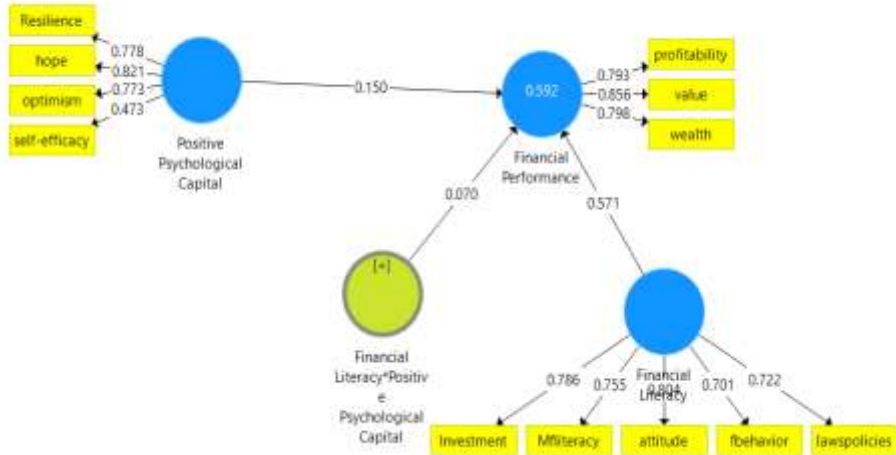 Resilience
0.778
hope
0.821
optimism
0.773
self-efficacy
0.473
Positive
Psychological
Capital
0.150
0.592
Financial
Performance
0.793
0.856
0.798
profitability
value
wealth
0.070
0.571
[+]
Financial
Literacy*Positiv
e
Psychological
Capital
Financial
Literacy
0.786
0.755
0.804
0.701
0.722
Investment
Mfliteracy
attitude
fbehavior
lawspolicies